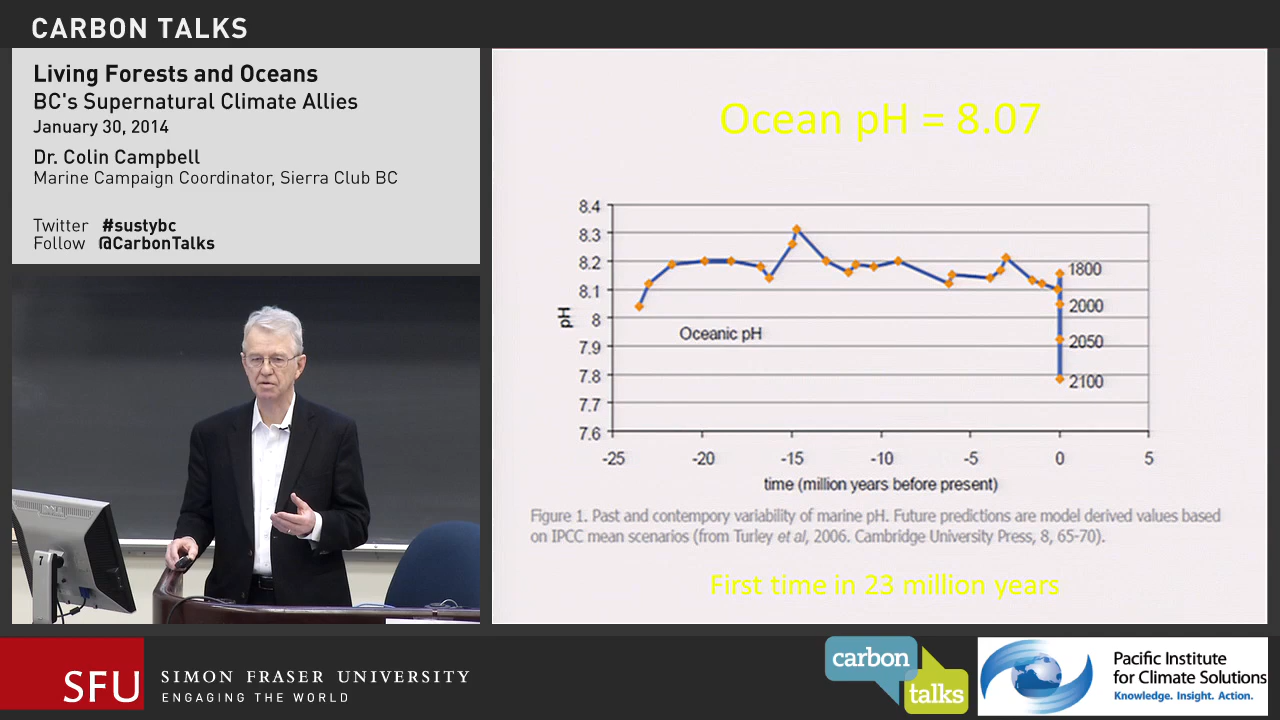 CARBON TALKS
Living Forests and Oceans
BC's Supernatural Climate Allies
January 30, 2014
Dr. Colin Campbell
Marine Campaign Coordinator, Sierra Club BC
Twitter #sustybc
Follow @CarbonTalks
7
Ocean pH = 8.07
8.4
8.3
8.2
8.1
8
7.9
7.8
7.7
7.6
pH
Oceanic pH
1800
2000
2050
2100
-25 -20 -15 -10 -5 0 5
time (million years before present)
Figure 1. Past and contempory variability of marine pH. Future predictions are model derived values based
on IPCC mean scenarios (from Turley et al, 2006. Cambridge University Press, 8, 65-70).
First time in 23 million years
SFU
SIMON FRASER UNIVERSITY
ENGAGING THE WORLD
carbon
talks
Pacific Institute
for Climate Solutions
Knowledge. Insight. Action.